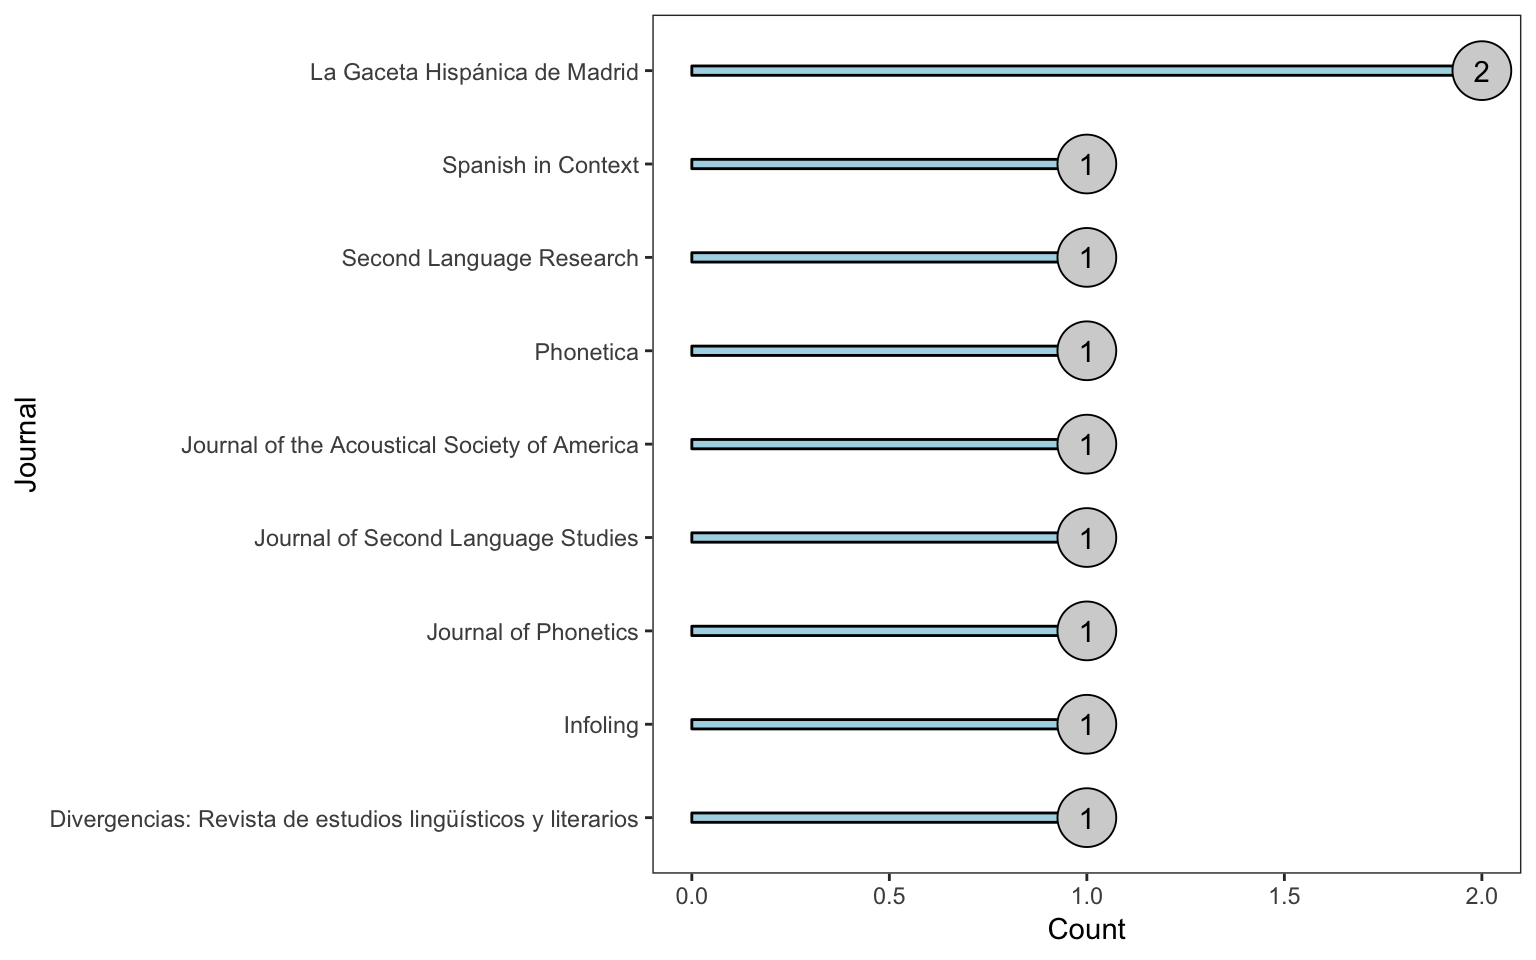 La Gaceta Hispánica de Madrid 2
Spanish in Context 1
Second Language Research 1
Phonetica 1
Journal of the Acoustical Society of America 1
Journal of Second Language Studies 1
Journal of Phonetics 1
Infoling 1
Divergencias: Revista de estudios lingüísticos y literarios 1
Journal
0.0 0.5 1.0 1.5 2.0
Count